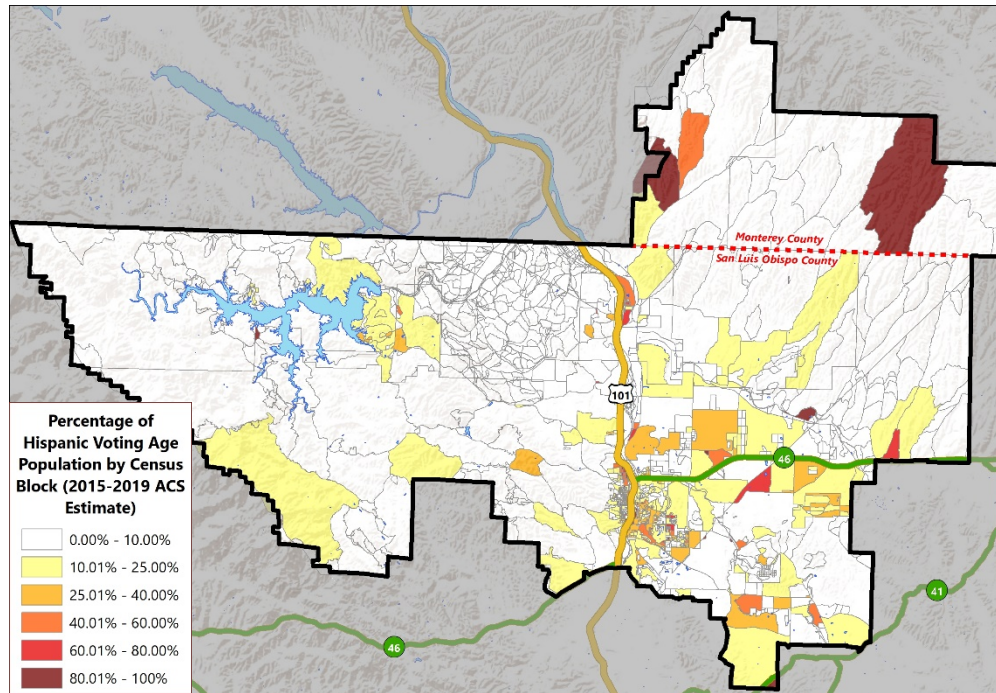 Monterey County
San Luis Obispo County
101
46
41
46
Percentage of
Hispanic Voting Age
Population by Census
Block (2015-2019 ACS
Estimate)
0.00% - 10.00%
10.01% - 25.00%
25.01% - 40.00%
40.01% - 60.00%
60.01% - 80.00%
80.01% - 100%